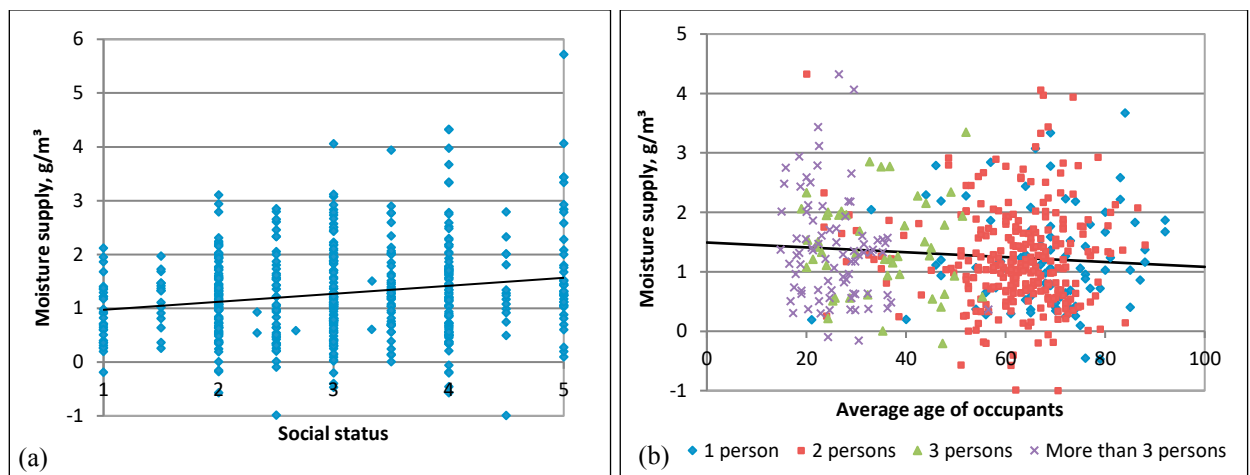 6
5
4
3
2
1
0
-1
1
2
3
4
5
Moisture supply, g/m³
Social status
(a)
5
4
3
2
1
0
-1
0
20
40
60
80
100
Moisture supply, g/m³
Average age of occupants
(b)
1 person
2 persons
3 persons
More than 3 persons